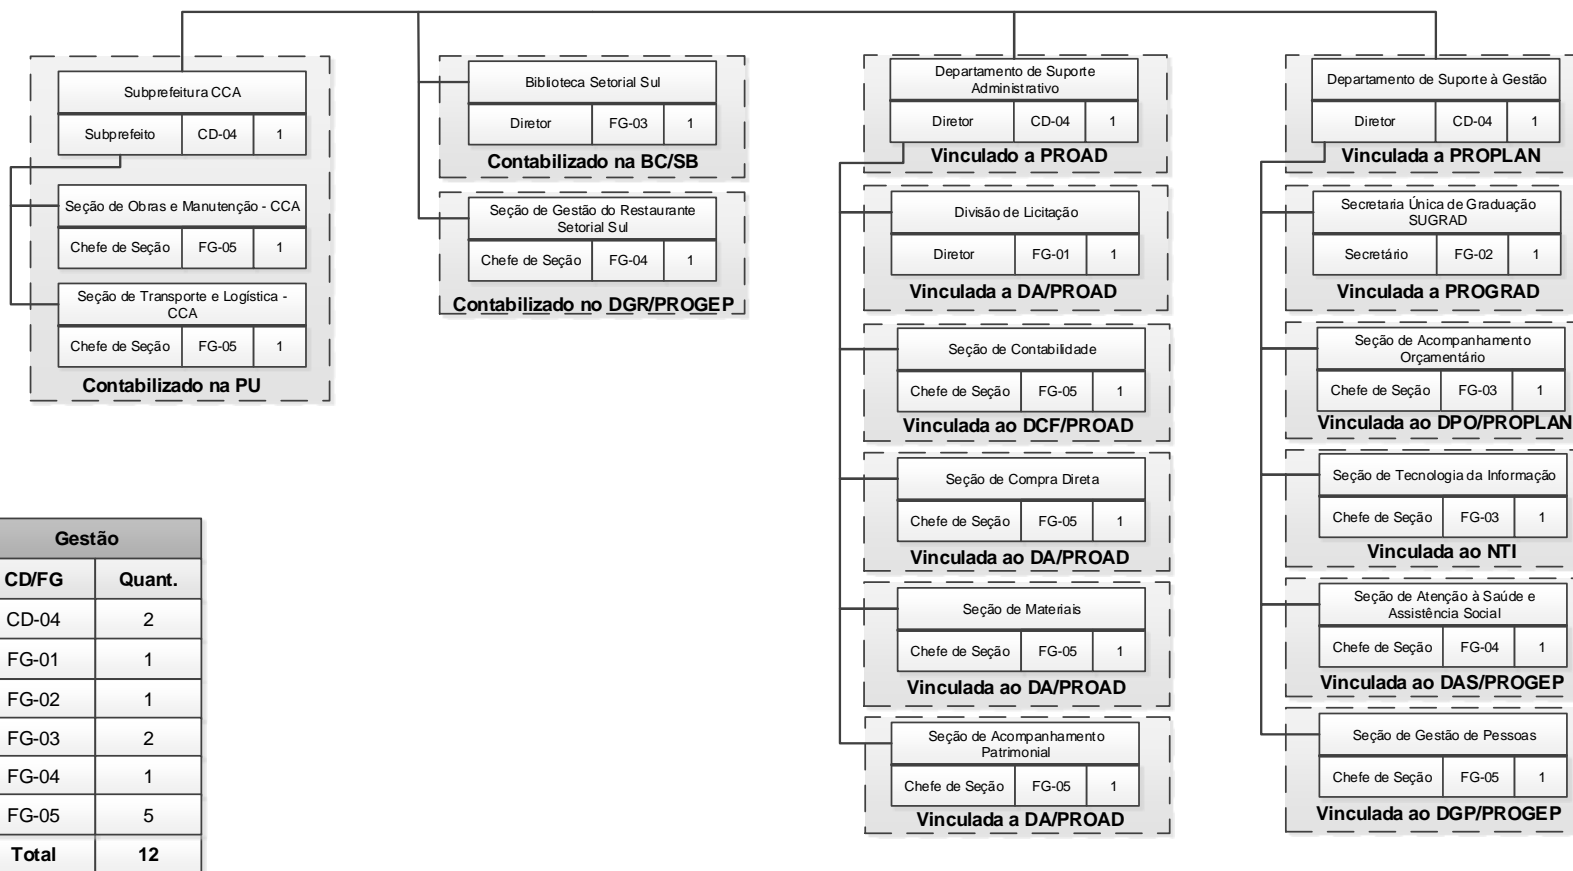 Subprefeitura CCA
Subprefeito CD-04 1
Seção de Obras e Manutenção - CCA
Chefe de Seção FG-05 1
Seção de Transporte e Logística -
CCA
Chefe de Seção FG-05 1
Contabilizado na PU
Biblioteca Setorial Sul
Diretor FG-03 1
Contabilizado na BC/SB
Seção de Gestão do Restaurante
Setorial Sul
Chefe de Seção FG-04 1
Contabilizado no DGR/PROGEP
Departamento de Suporte
Administrativo
Diretor CD-04 1
Vinculado a PROAD
Divisão de Licitação
Diretor FG-01 1
Vinculada a DA/PROAD
Seção de Contabilidade
Chefe de Seção FG-05 1
Vinculada ao DCF/PROAD
Seção de Compra Direta
Chefe de Seção FG-05 1
Vinculada ao DA/PROAD
Seção de Materiais
Chefe de Seção FG-05 1
Vinculada ao DA/PROAD
Seção de Acompanhamento
Patrimonial
Chefe de Seção FG-05 1
Vinculada a DA/PROAD
Departamento de Suporte à Gestão
Diretor CD-04 1
Vinculada a PROPLAN
Secretaria Única de Graduação
SUGRAD
Secretário FG-02 1
Vinculada a PROGRAD
Seção de Acompanhamento
Orçamentário
Chefe de Seção FG-03 1
Vinculada ao DPO/PROPLAN
Seção de Tecnologia da Informação
Chefe de Seção FG-03 1
Vinculada ao NTI
Seção de Atenção à Saúde e
Assistência Social
Chefe de Seção FG-04 1
Vinculada ao DAS/PROGEP
Seção de Gestão de Pessoas
Chefe de Seção FG-05 1
Vinculada ao DGP/PROGEP
Gestão
CD/FG Quant.
CD-04 2
FG-01 1
FG-02 1
FG-03 2
FG-04 1
FG-05 5
Total 12